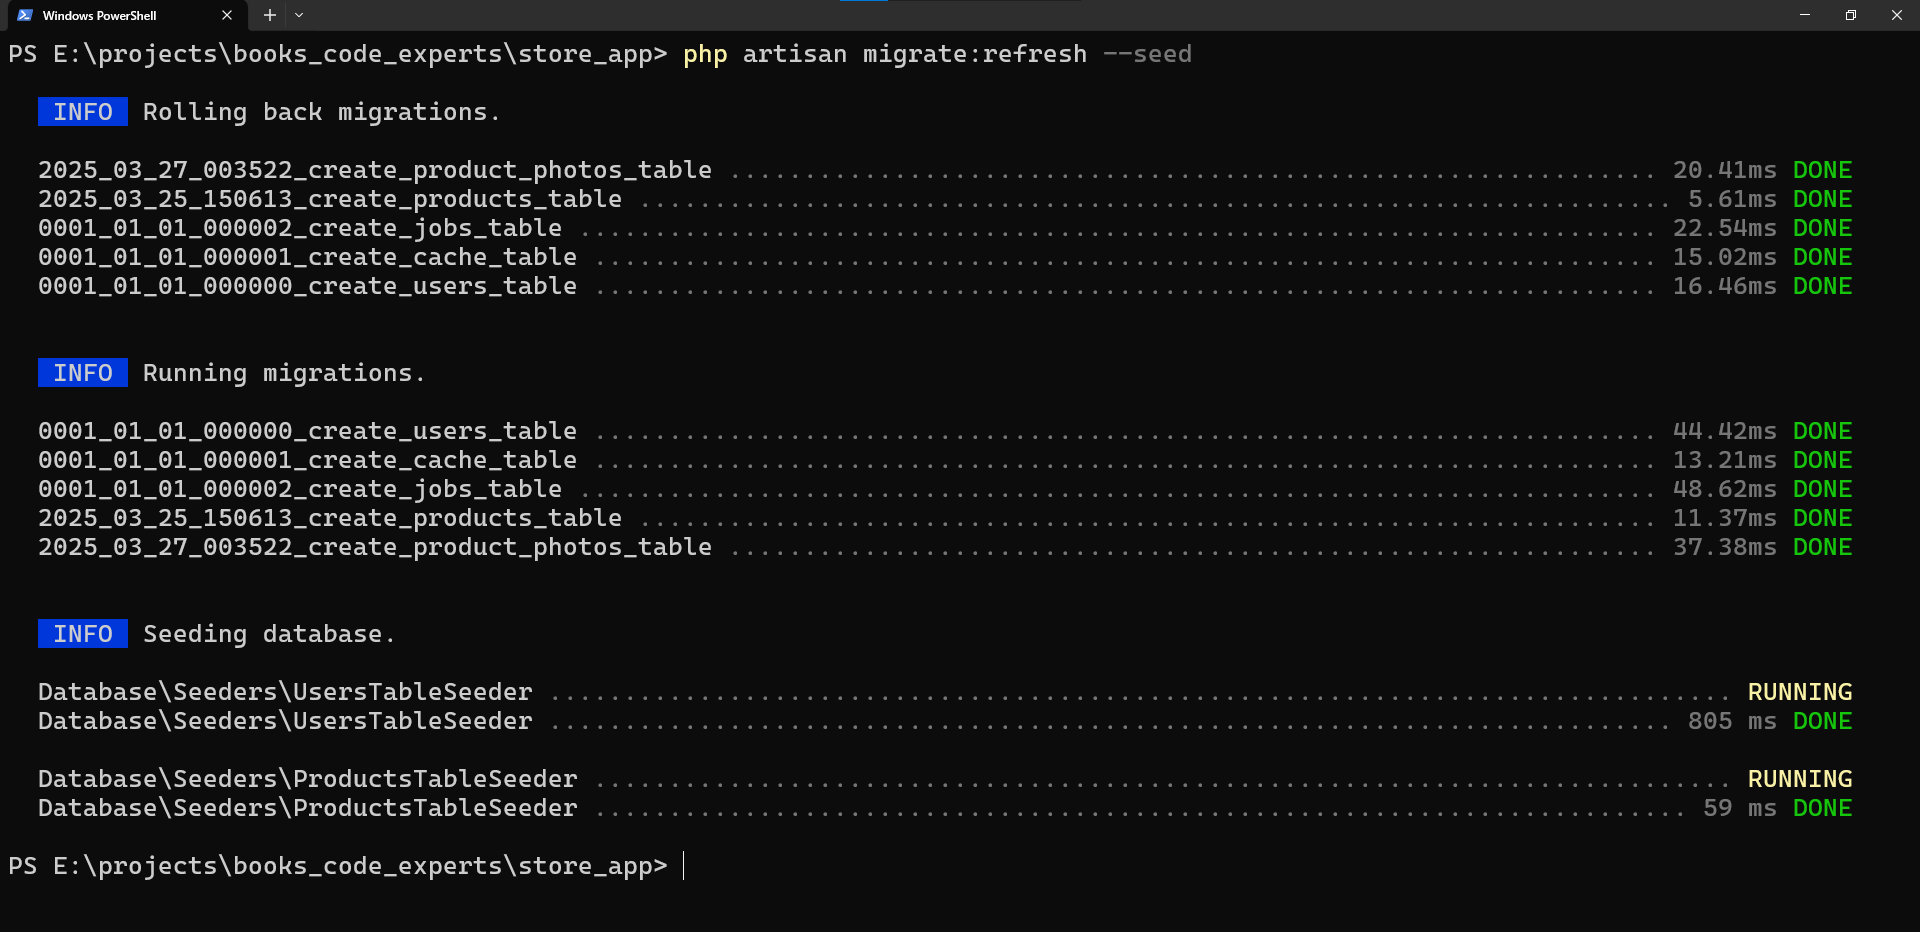 Windows PowerShell
PS E:\projects\books_code_experts\store_app> php artisan migrate:refresh --seed
INFO Rolling back migrations.
2025_03_27_003522_create_product_photos_table .............................................................. 20.41ms DONE
2025_03_25_150613_create_products_table ..................................................................... 5.61ms DONE
0001_01_01_000002_create_jobs_table ........................................................................ 22.54ms DONE
0001_01_01_000001_create_cache_table ....................................................................... 15.02ms DONE
0001_01_01_000000_create_users_table ....................................................................... 16.46ms DONE
INFO Running migrations.
0001_01_01_000000_create_users_table ....................................................................... 44.42ms DONE
0001_01_01_000001_create_cache_table ....................................................................... 13.21ms DONE
0001_01_01_000002_create_jobs_table ........................................................................ 48.62ms DONE
2025_03_25_150613_create_products_table .................................................................... 11.37ms DONE
2025_03_27_003522_create_product_photos_table .............................................................. 37.38ms DONE
INFO Seeding database.
Database\Seeders\UsersTableSeeder ............................................................................... RUNNING
Database\Seeders\UsersTableSeeder ........................................................................... 805 ms DONE
Database\Seeders\ProductsTableSeeder ............................................................................ RUNNING
Database\Seeders\ProductsTableSeeder ......................................................................... 59 ms DONE
PS E:\projects\books_code_experts\store_app>